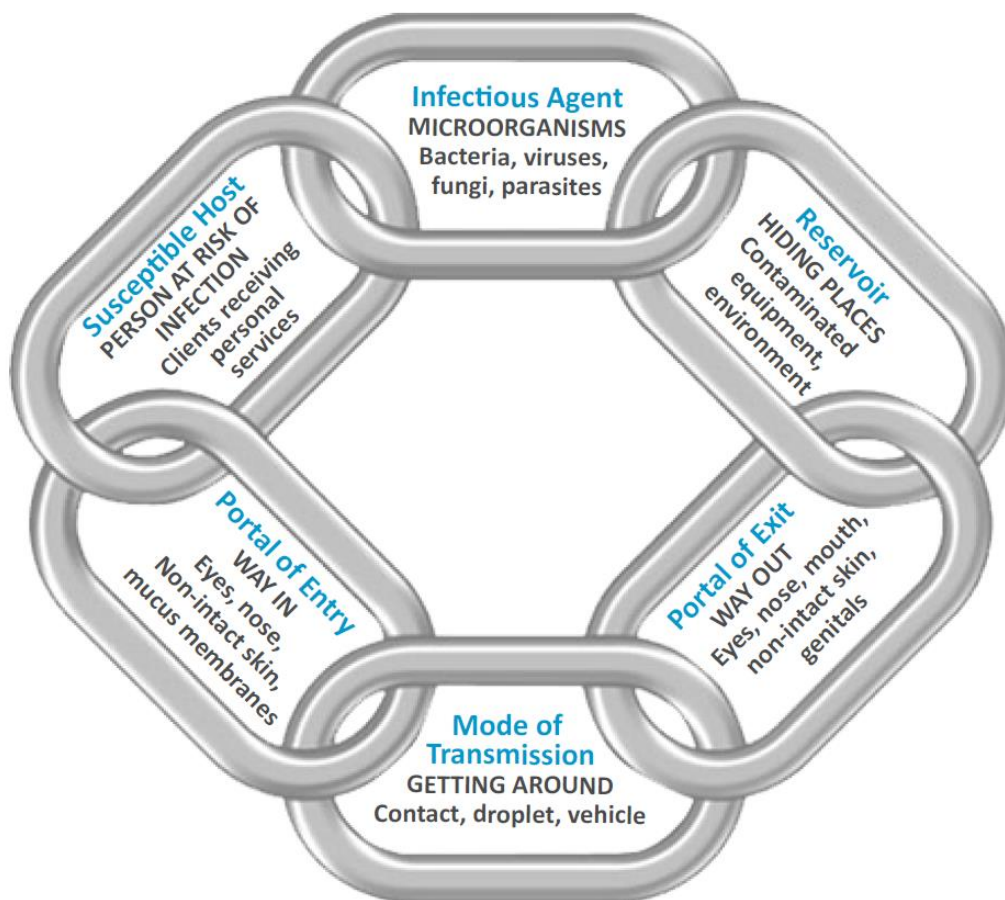 Infectious Agent
MICROORGANISMS
Bacteria, viruses,
fungi, parasites
Reservoir
HIDING PLACES
Contaminated
equipment,
environment
Portal of Exit
WAY OUT
Eyes, nose, mouth,
non-intact skin,
genitals
Mode of
Transmission
GETTING AROUND
Contact, droplet, vehicle
Portal of Entry
WAY IN
Eyes, nose,
Non-intact skin,
mucus membranes
Susceptible Host
PERSON AT RISK OF
INFECTION
Clients receiving
personal
services